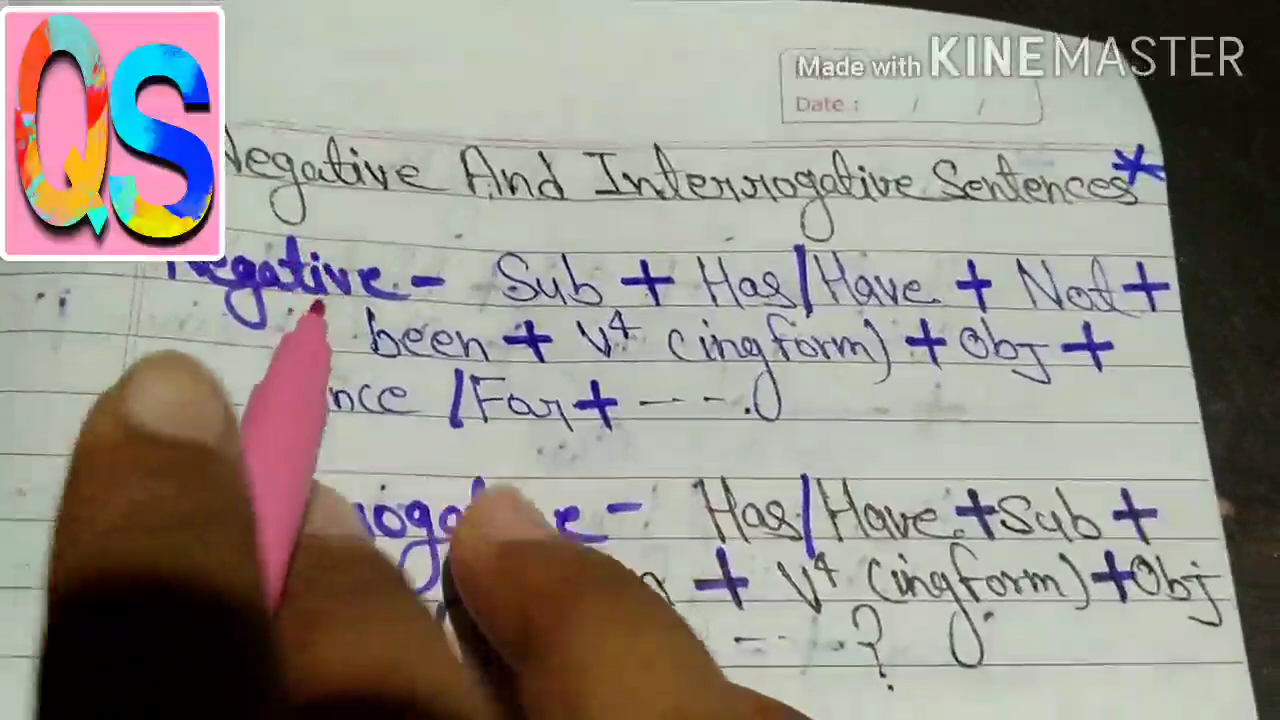 QS
Made with KINEMASTER
Date : / /
Negative And Interrogative Sentences*
Negative - Sub + Has/Have + Not +
been + V4 (ing form) + Obj +
/For + ----.
Has/Have + Sub +
+ V4 (ing form) + Obj
----?